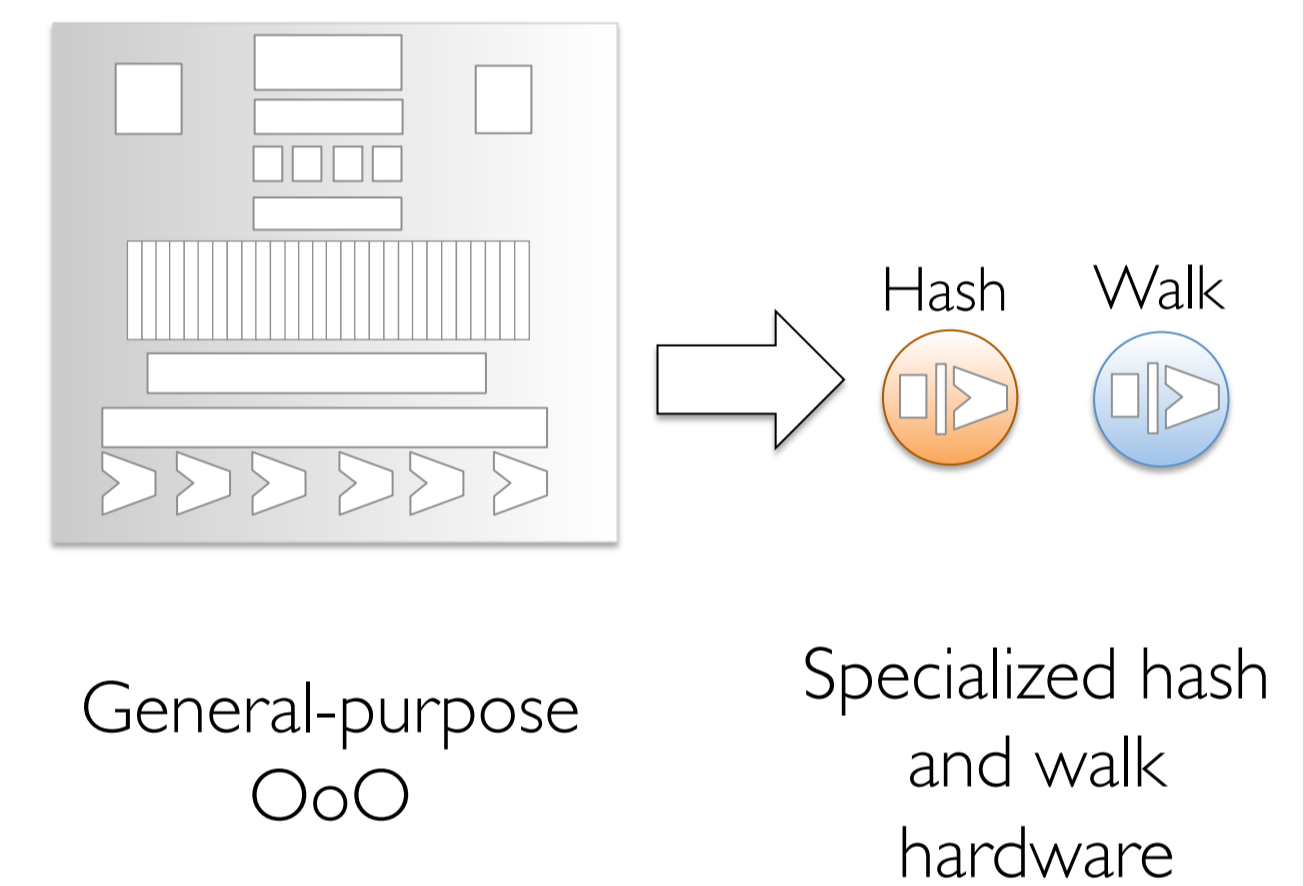 Hash
Walk
General-purpose
OoO
Specialized hash
and walk
hardware